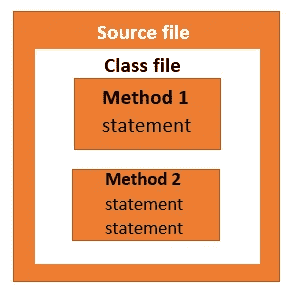 Source file
Class file
Method 1
statement
Method 2
statement
statement